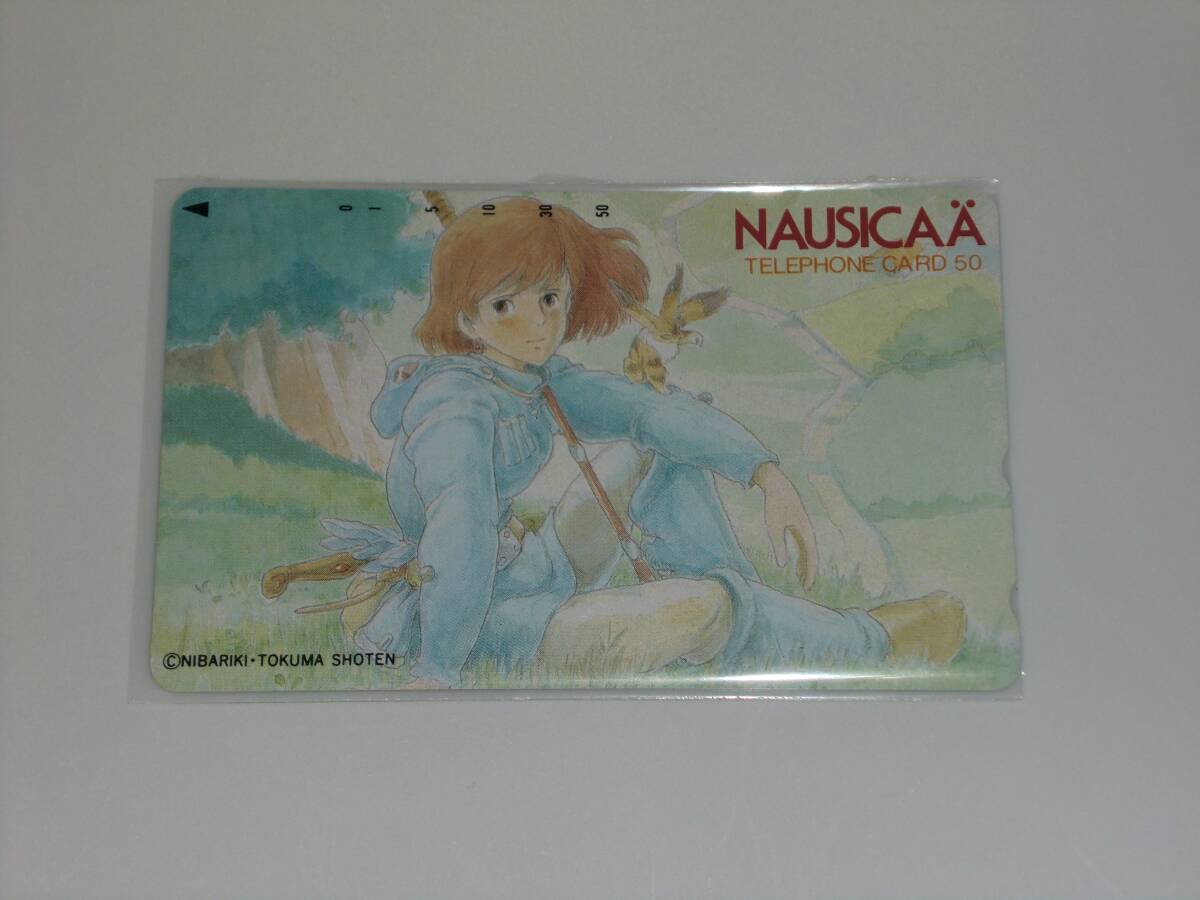 0 1 5 10 30 50
NAUSICAÄ
TELEPHONE CARD 50
©NIBARIKI・TOKUMA SHOTEN